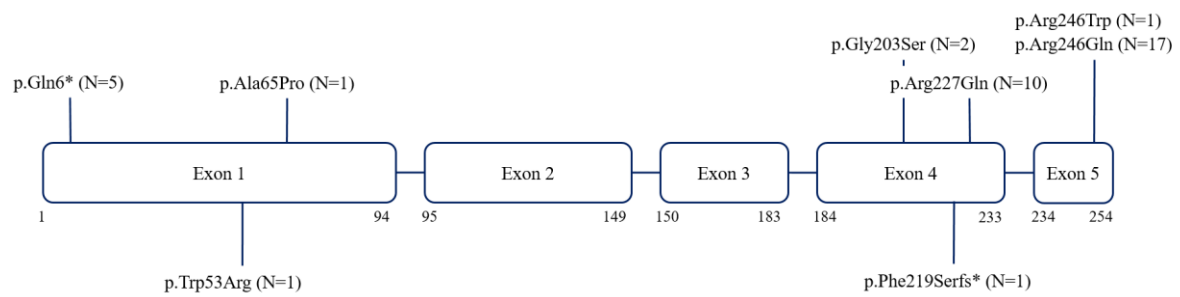 p.Arg246Trp (N=1)
p.Gly203Ser (N=2) p.Arg246Gln (N=17)
p.Gln6* (N=5) p.Ala65Pro (N=1) p.Arg227Gln (N=10)
Exon 1 Exon 2 Exon 3 Exon 4 Exon 5
1 94 95 149 150 183 184 233 234 254
p.Trp53Arg (N=1) p.Phe219Serfs* (N=1)